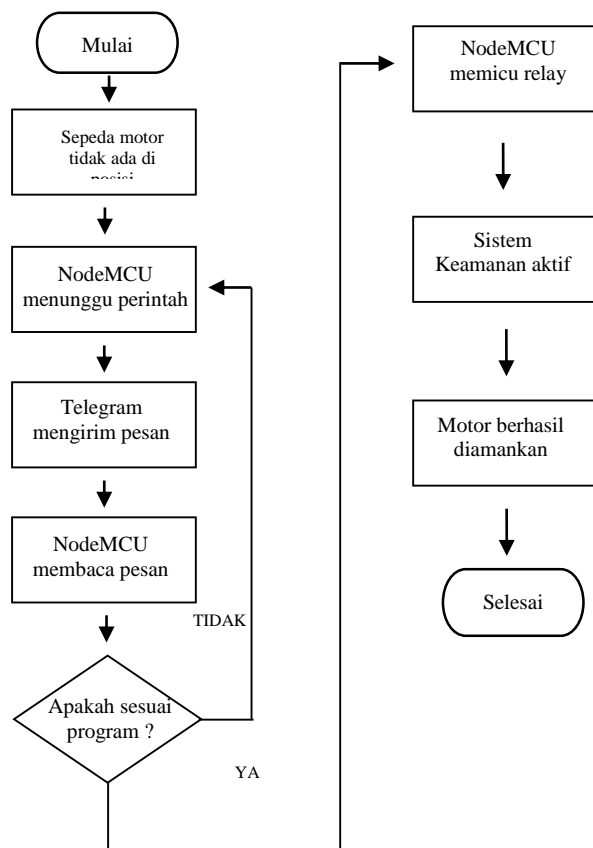 Mulai
Sepeda motor
tidak ada di
posisi
NodeMCU
menunggu perintah
Telegram
mengirim pesan
NodeMCU
membaca pesan
TIDAK
Apakah sesuai
program ?
YA
NodeMCU
memicu relay
Sistem
Keamanan aktif
Motor berhasil
diamankan
Selesai